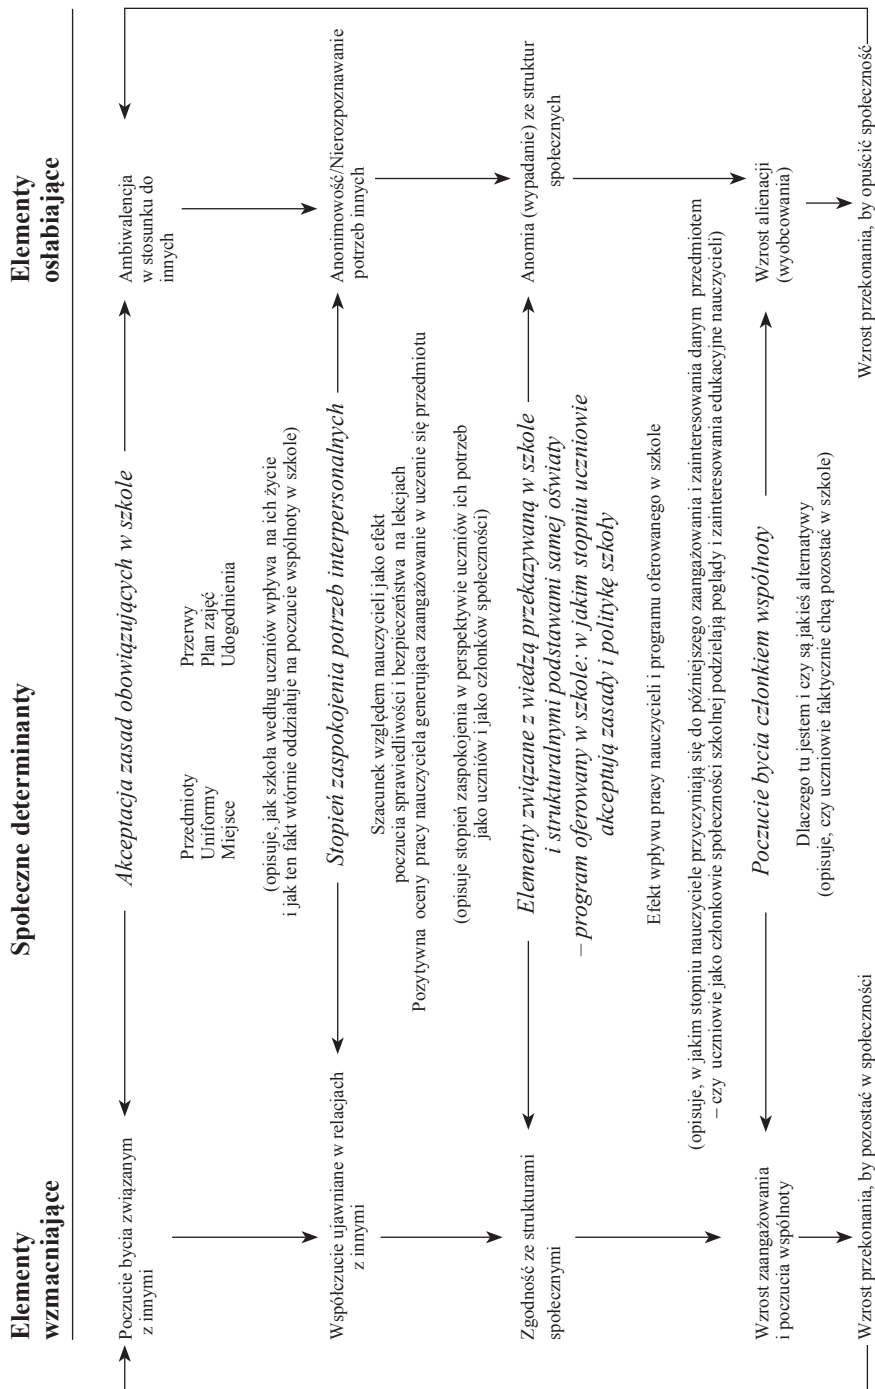 Elementy
wzmacniające
Społeczne determinanty
Elementy
osłabiające
Poczucie bycia związanym
z innymi
Akceptacja zasad obowiązujących w szkole
Ambiwalencja
w stosunku do
innych
Przedmioty
Uniformy
Miejsce
Przerwy
Plan zajęć
Udogodnienia
(opisuje, jak szkoła według uczniów wpływa na ich życie
i jak ten fakt wtórnie oddziałuje na poczucie wspólnoty w szkole)
Współczucie ujawniane w relacjach
z innymi
Stopień zaspokojenia potrzeb interpersonalnych
Anonimowość/Nierozpoznawanie
potrzeb innych
Szacunek względem nauczycieli jako efekt
poczucia sprawiedliwości i bezpieczeństwa na lekcjach
Pozytywna oceny pracy nauczyciela generująca zaangażowanie w uczenie się przedmiotu
(opisuje stopień zaspokojenia w perspektywie uczniów ich potrzeb
jako uczniów i jako członków społeczności)
Zgodność ze strukturami
społecznymi
Elementy związane z wiedzą przekazywaną w szkole
i strukturalnymi podstawami samej oświaty
– program oferowany w szkole: w jakim stopniu uczniowie
akceptują zasady i politykę szkoły
Anomia (wypadanie) ze struktur
społecznych
Efekt wpływu pracy nauczycieli i programu oferowanego w szkole
(opisuje, w jakim stopniu nauczyciele przyczyniają się do późniejszego zaangażowania i zainteresowania danym przedmiotem
– czy uczniowie jako członkowie społeczności szkolnej podzielają poglądy i zainteresowania edukacyjne nauczycieli)
Wzrost zaangażowania
i poczucia wspólnoty
Poczucie bycia członkiem wspólnoty
Wzrost alienacji
(wyobcowania)
Dlaczego tu jestem i czy są jakieś alternatywy
(opisuje, czy uczniowie faktycznie chcą pozostać w szkole)
Wzrost przekonania, by pozostać w społeczności
Wzrost przekonania, by opuścić społeczność